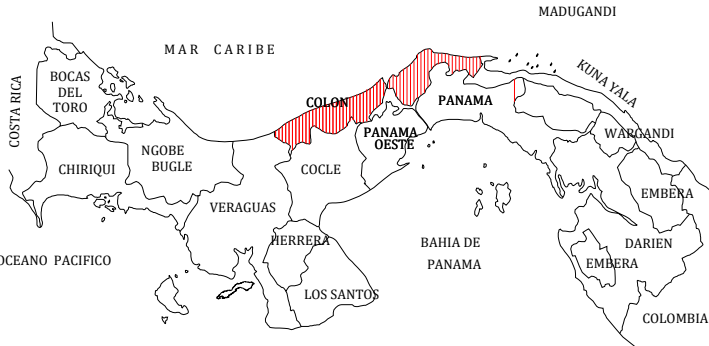 MADUGANDI
MAR CARIBE
KUNA YALA
COSTA RICA
BOCAS
DEL
TORO
COLON
PANAMA
PANAMA
OESTE
WARGANDI
NGOBE
BUGLE
CHIRIQUI
COCLE
EMBERA
VERAGUAS
HERRERA
BAHIA DE
PANAMA
DARIEN
EMBERA
OCEANO PACIFICO
LOS SANTOS
COLOMBIA